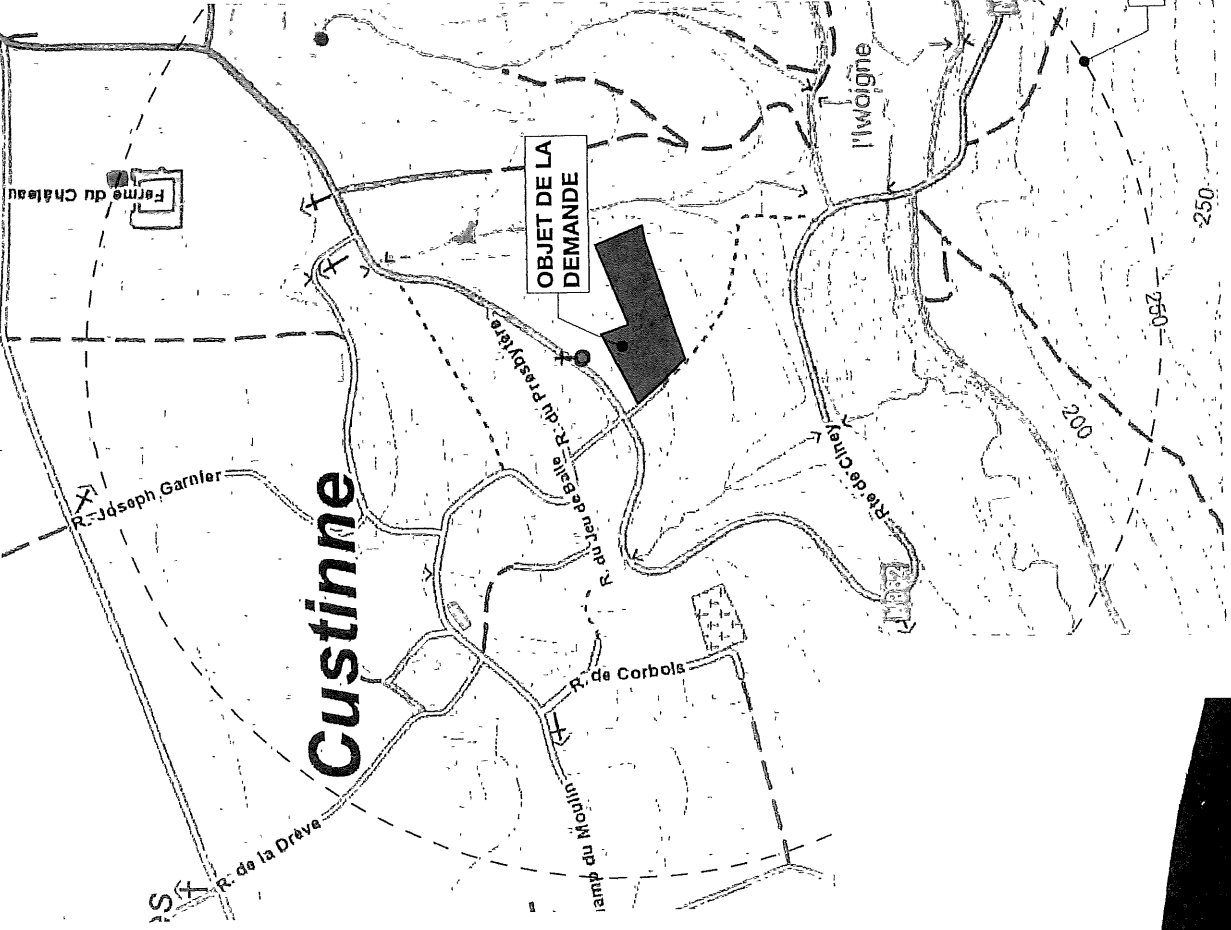 Ferme du Château
OBJET DE LA
DEMANDE
l'Iwoigne
R. du Presbytère
R. Joseph Garnier
Custinne
R. du Jeu de Balle
Rte de Ciney
250
250
200
R. de Corbois
R. de la Drève
amp du Moulin